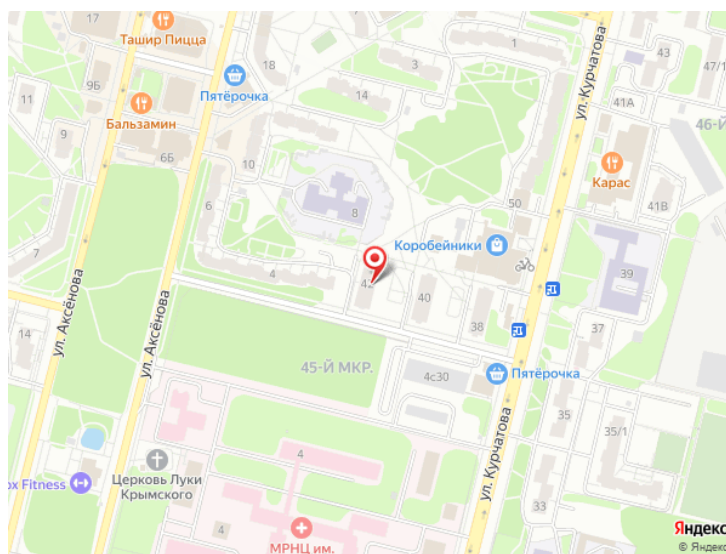 Ташир Пицца
9Б
11
Бальзамин
9
6Б
7
14
ул. Аксёнова
ул. Аксёнова
18
Пятёрочка
10
6
4
14
3
1
8
50
Коробейники
40
38
4с30
Пятёрочка
45-Й МКР.
ул. Курчатова
ул. Курчатова
43
47/1
41А
46-Й
Карас
41В
39
37
35
35/1
33
4
4
Церковь Луки
Крымского
ox Fitness
МРНЦ им.
Яндекс
© Яндекс